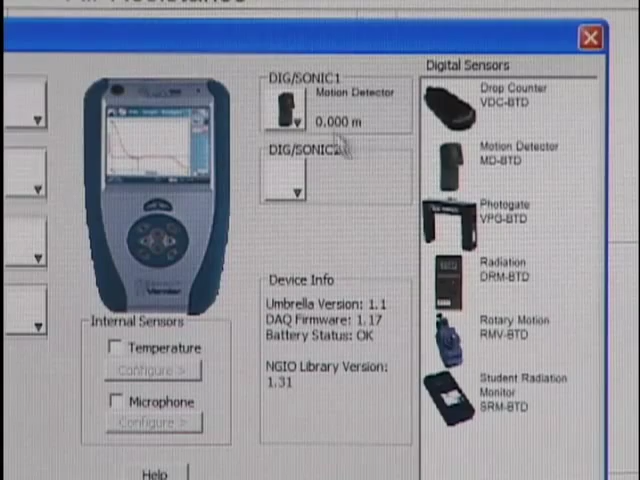 DIG/SONIC1
Motion Detector
0.000 m
DIG/SONIC2
Digital Sensors
Drop Counter
VDC-BTD
Motion Detector
MD-BTD
Photogate
VPG-BTD
Radiation
DRM-BTD
Rotary Motion
RMV-BTD
Student Radiation
Monitor
SRM-BTD
Vernier
Internal Sensors
Temperature
Configure >
Microphone
Configure >
Help
Device Info
Umbrella Version: 1.1
DAQ Firmware: 1.17
Battery Status: OK
NGIO Library Version:
1.31